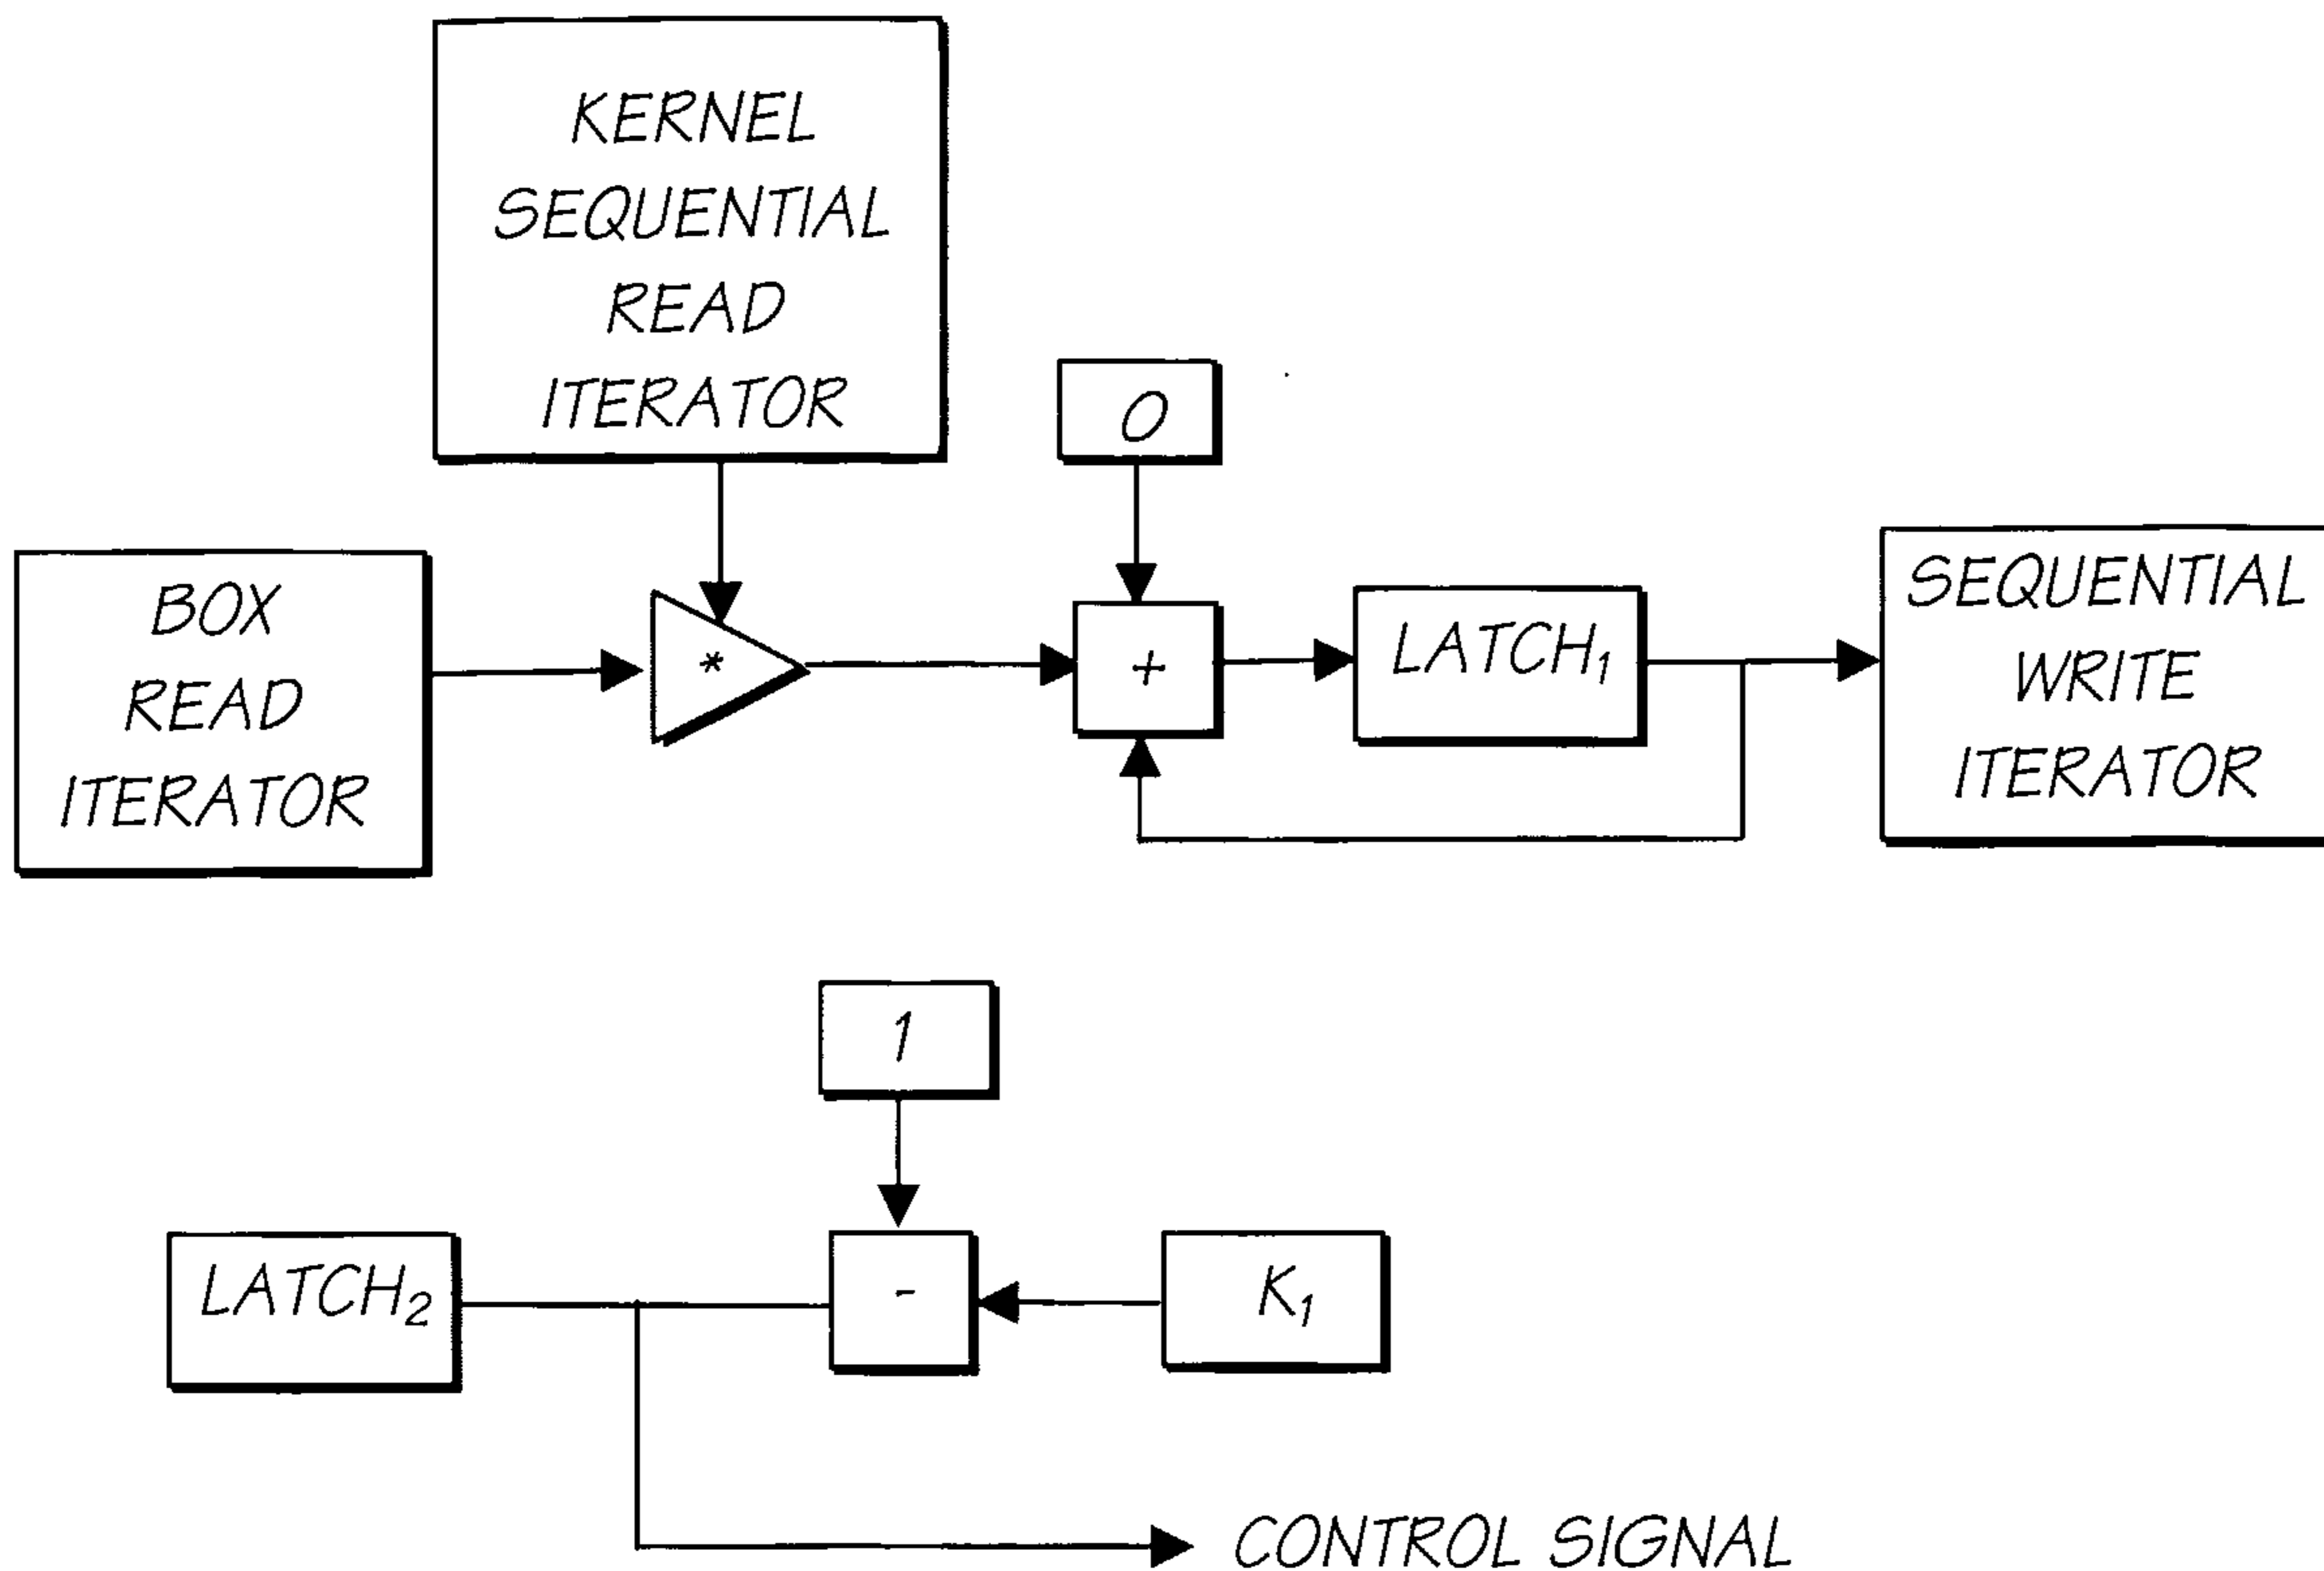 KERNEL
SEQUENTIAL
READ
ITERATOR
0
BOX
READ
ITERATOR
*
+
LATCH₁
SEQUENTIAL
WRITE
ITERATOR
1
LATCH₂
-
K₁
CONTROL SIGNAL